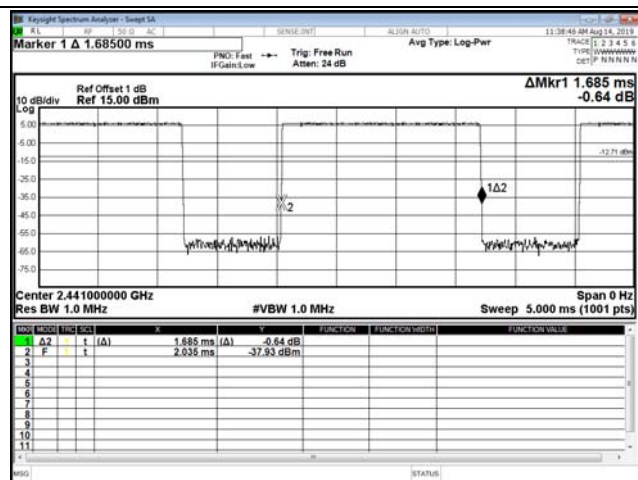 Keysight Spectrum Analyzer - Swept SA
RL RF 50 Ω AC SENSE:INT ALIGN AUTO 11:38:46 AM Aug 14, 2019
Marker 1 Δ 1.68500 ms
PNO: Fast
IFGain:Low
Trig: Free Run
Atten: 24 dB
Avg Type: Log-Pwr
TRACE 1 2 3 4 5 6
TYPE WWWWWW
DET P NNNNN
ΔMkr1 1.685 ms
-0.64 dB
Ref Offset 1 dB
10 dB/div Ref 15.00 dBm
Log
5.00
-5.00
-15.0
-12.71 dBm
-25.0
-35.0
1Δ2
2
-45.0
-55.0
-65.0
-75.0
Center 2.441000000 GHz Span 0 Hz
Res BW 1.0 MHz #VBW 1.0 MHz Sweep 5.000 ms (1001 pts)
MKR MODE TRC SCL X Y FUNCTION FUNCTION WIDTH FUNCTION VALUE
1 Δ2 1 t (Δ) 1.685 ms (Δ) -0.64 dB
2 F 1 t 2.035 ms -37.93 dBm
3
4
5
6
7
8
9
10
11
MSG STATUS